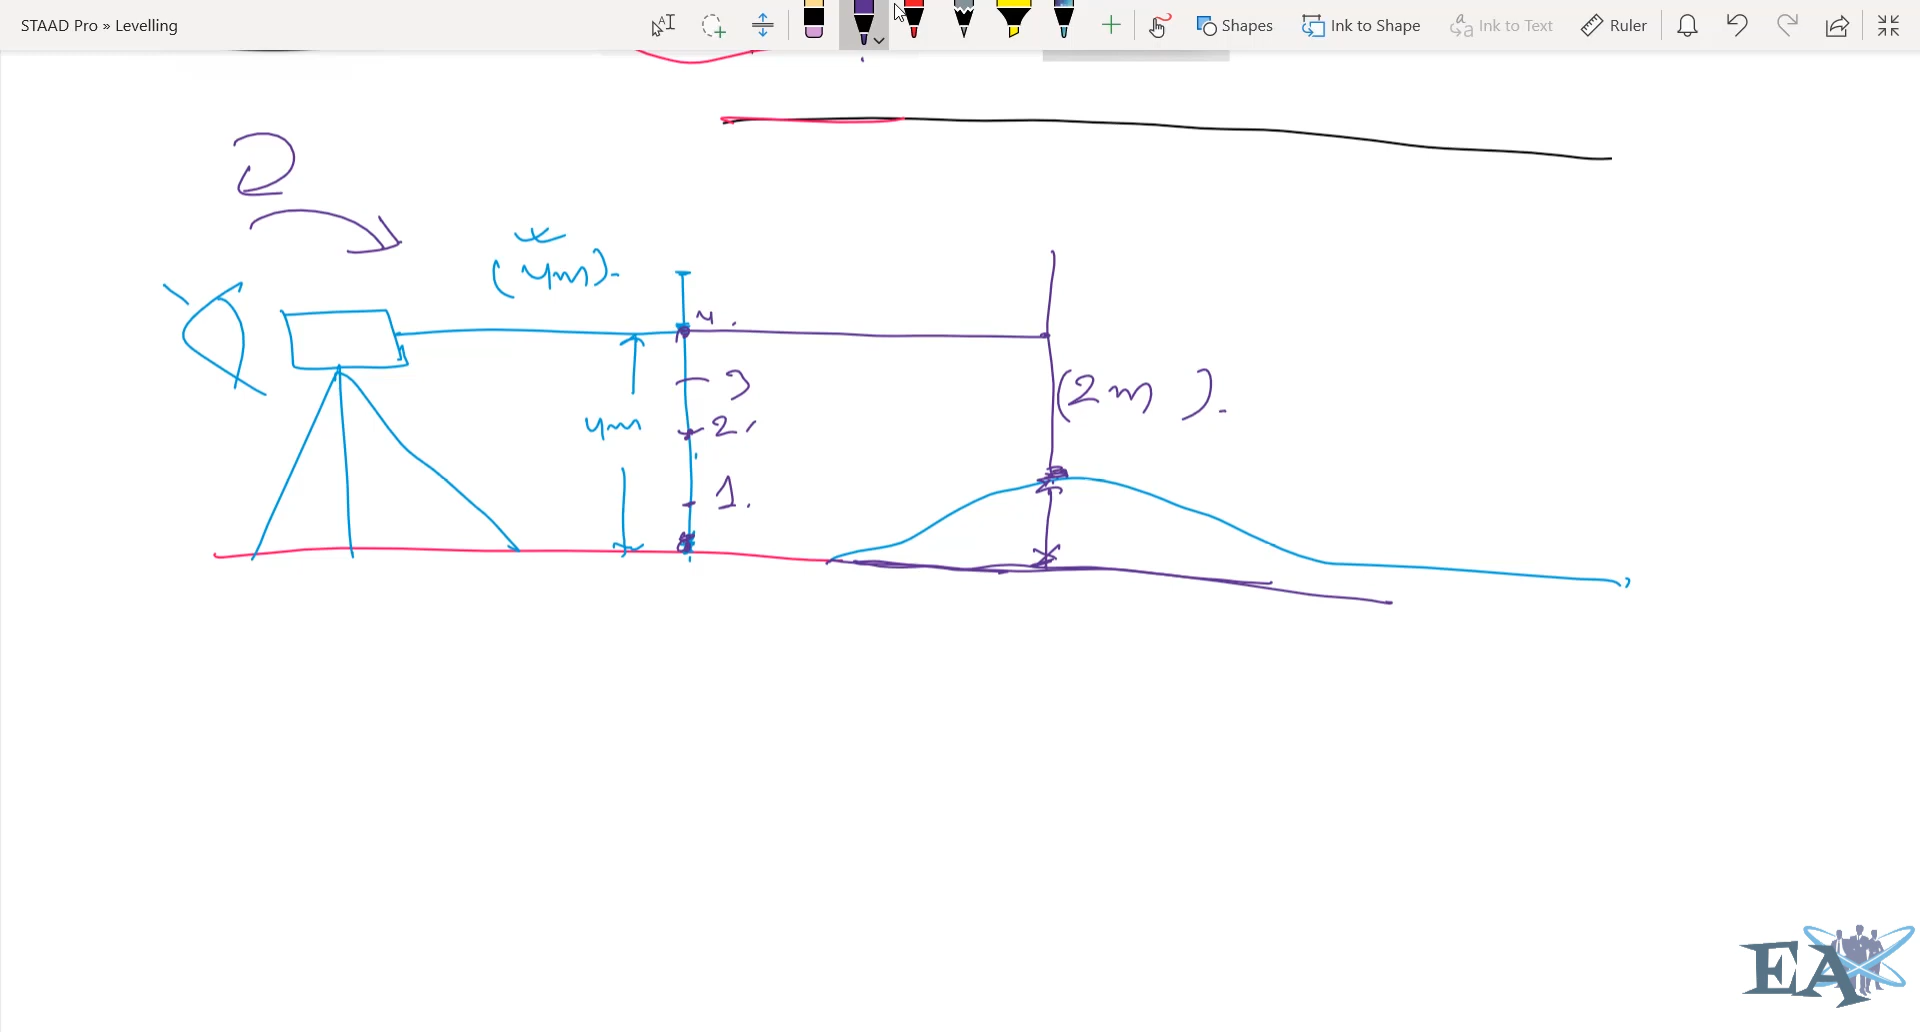 STAAD Pro » Levelling
Shapes
Ink to Shape
Ink to Text
Ruler
(4m).
4.
3
(2m ).
4m
2.
1.
EA